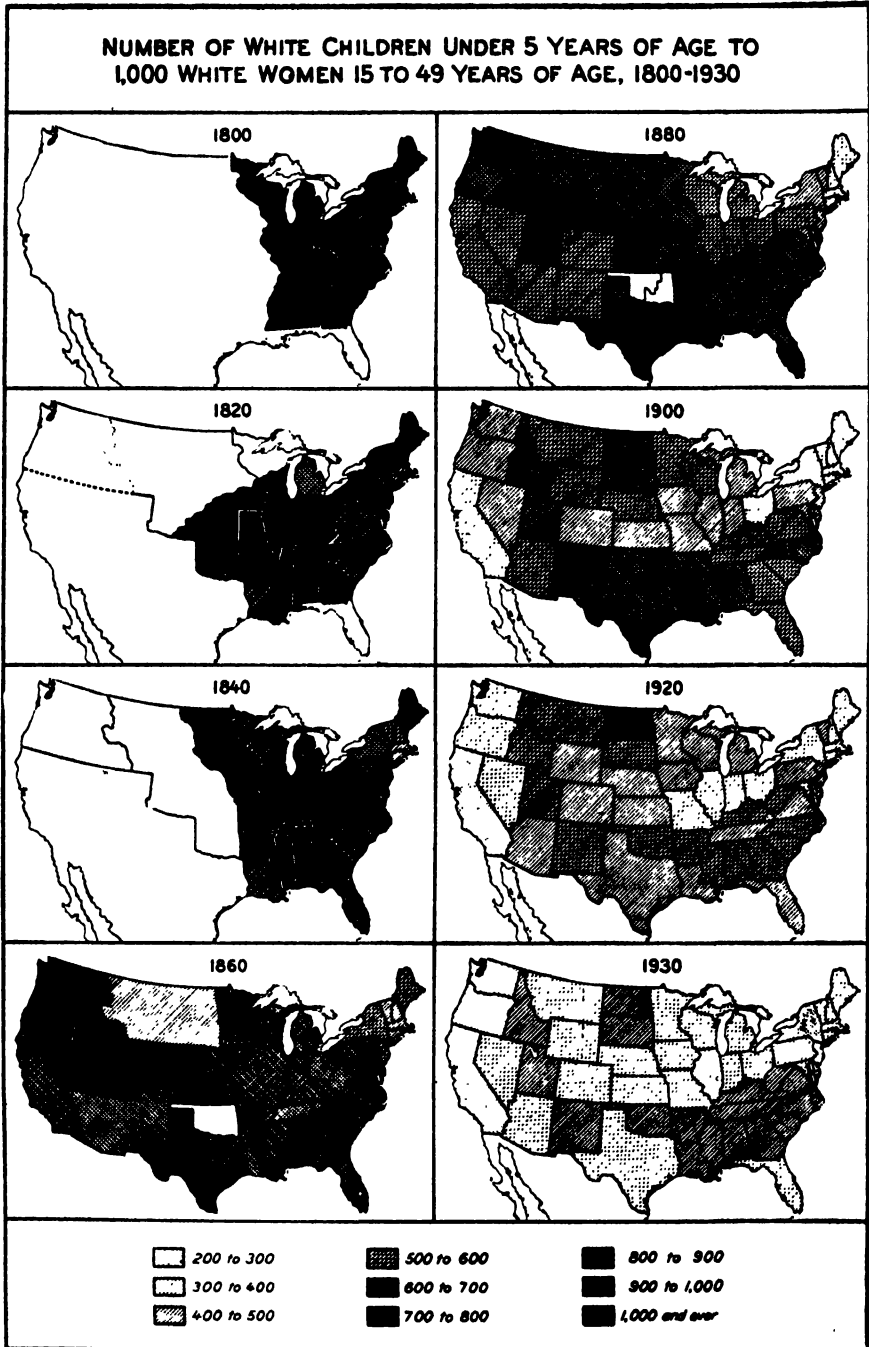 NUMBER OF WHITE CHILDREN UNDER 5 YEARS OF AGE TO
1,000 WHITE WOMEN 15 TO 49 YEARS OF AGE, 1800-1930
1800
1880
1820
1900
1840
1920
1860
1930
200 to 300
500 to 600
800 to 900
300 to 400
600 to 700
900 to 1,000
400 to 500
700 to 800
1,000 and over